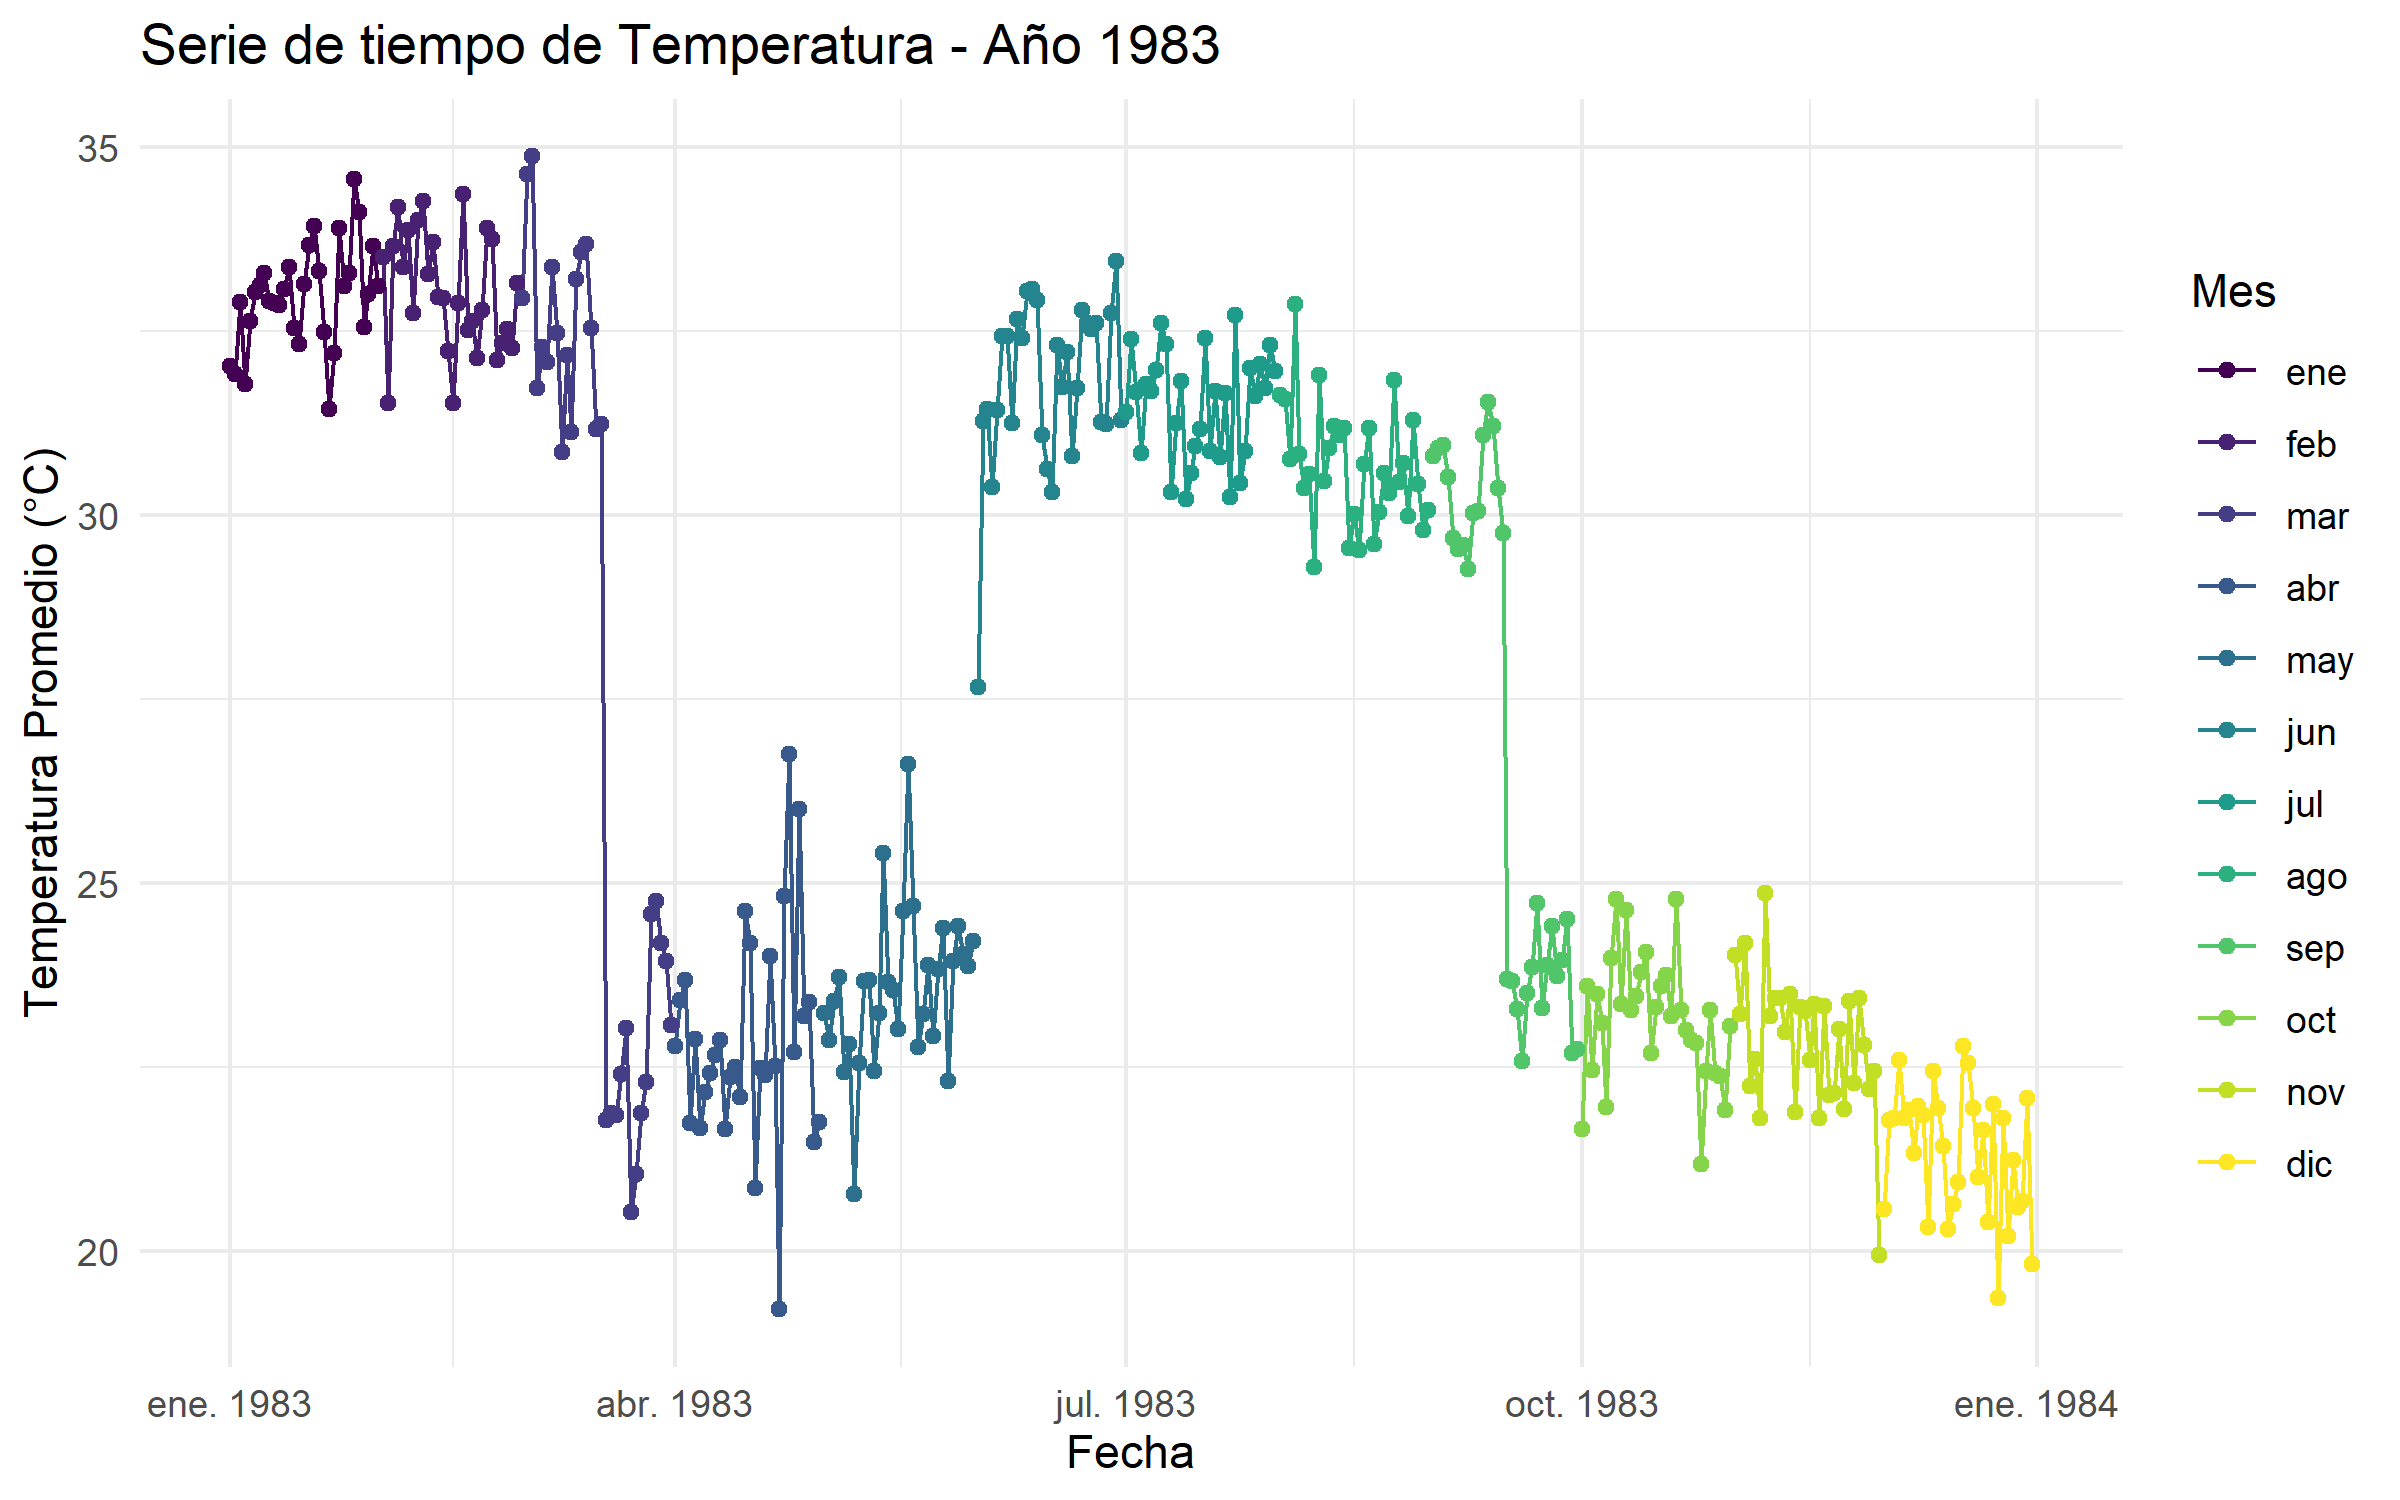 Serie de tiempo de Temperatura - Año 1983
Temperatura Promedio (°C)
35
30
25
20
ene. 1983
abr. 1983
jul. 1983
oct. 1983
ene. 1984
Fecha
Mes
ene
feb
mar
abr
may
jun
jul
ago
sep
oct
nov
dic